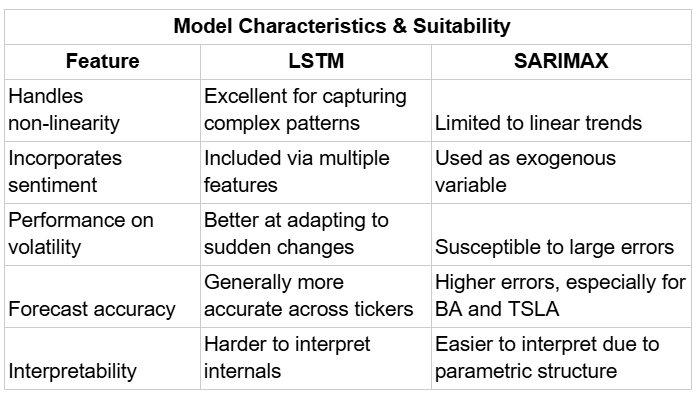 Model Characteristics & Suitability
Feature
LSTM
SARIMAX
Handles
non-linearity
Excellent for capturing
complex patterns
Limited to linear trends
Incorporates
sentiment
Included via multiple
features
Used as exogenous
variable
Performance on
volatility
Better at adapting to
sudden changes
Susceptible to large errors
Forecast accuracy
Generally more
accurate across tickers
Higher errors, especially for
BA and TSLA
Interpretability
Harder to interpret
internals
Easier to interpret due to
parametric structure